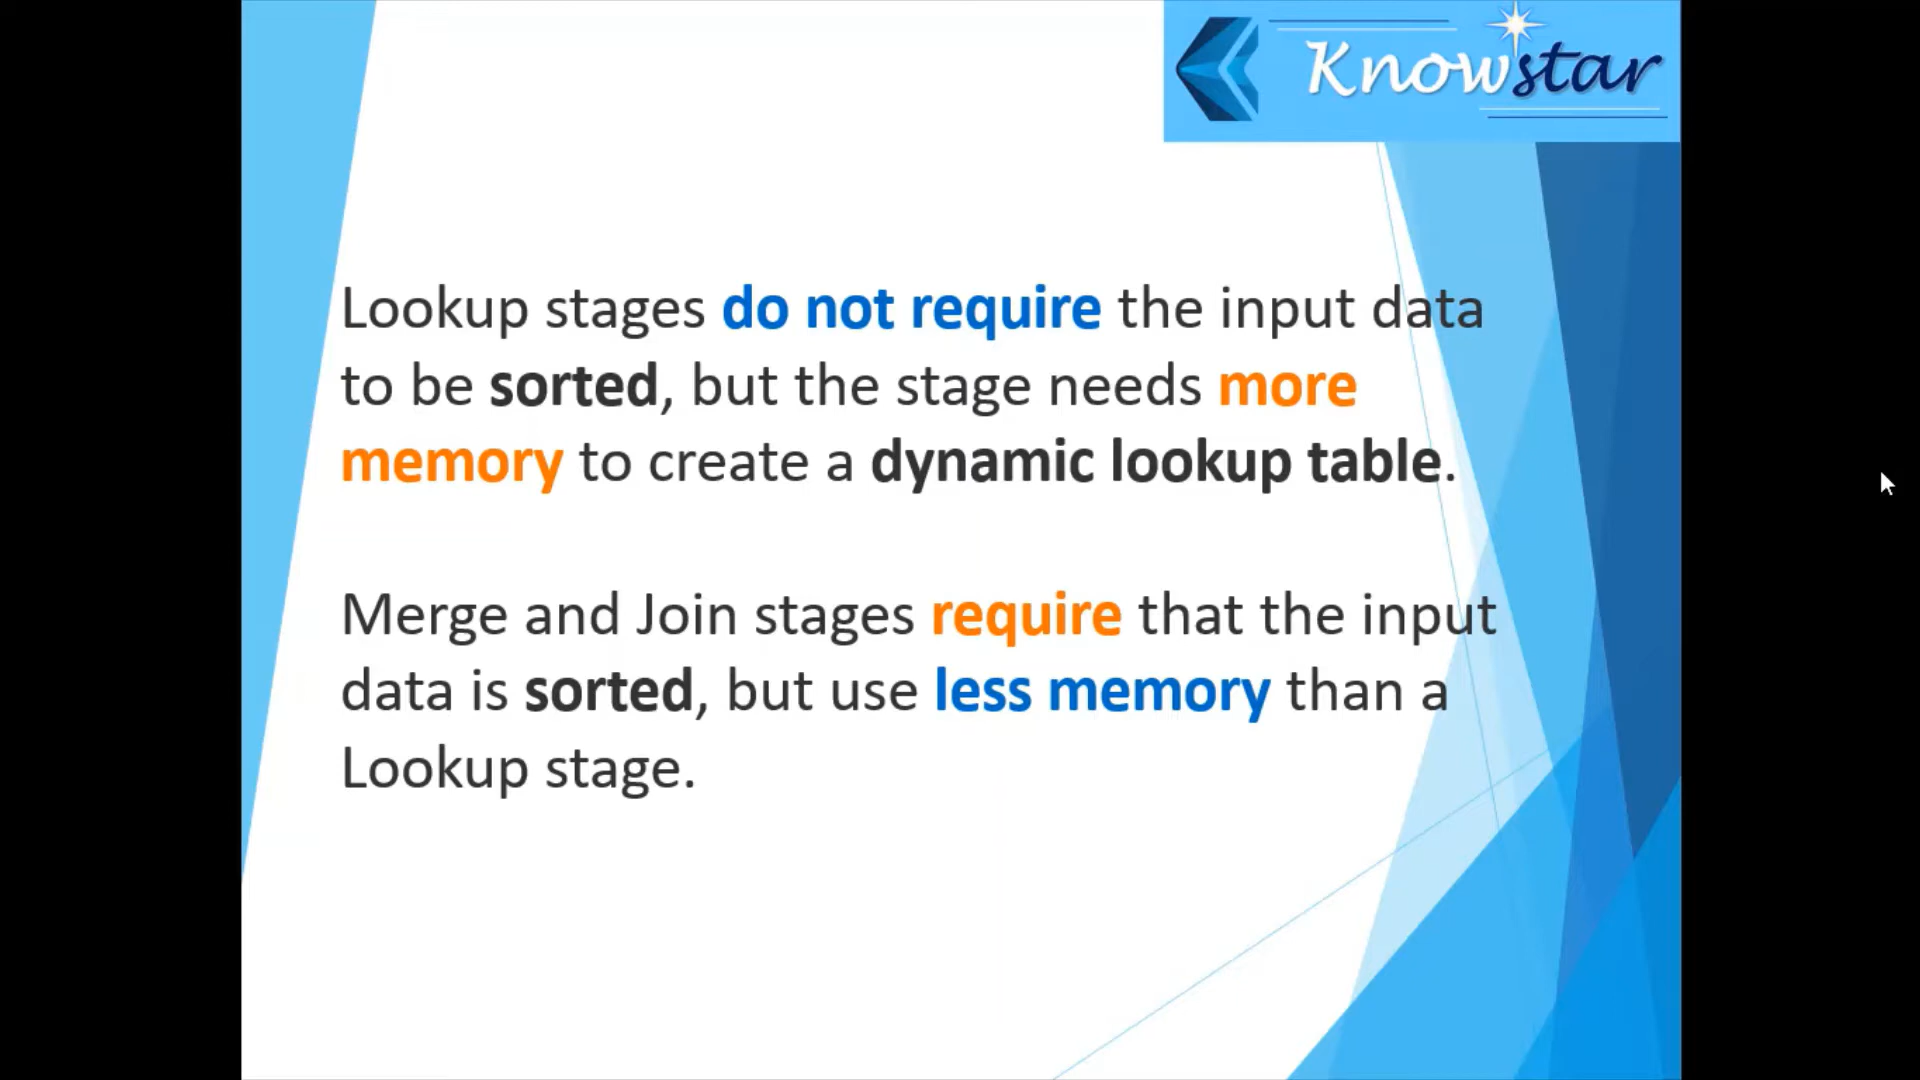 Knowstar
Lookup stages do not require the input data
to be sorted, but the stage needs more
memory to create a dynamic lookup table.
Merge and Join stages require that the input
data is sorted, but use less memory than a
Lookup stage.